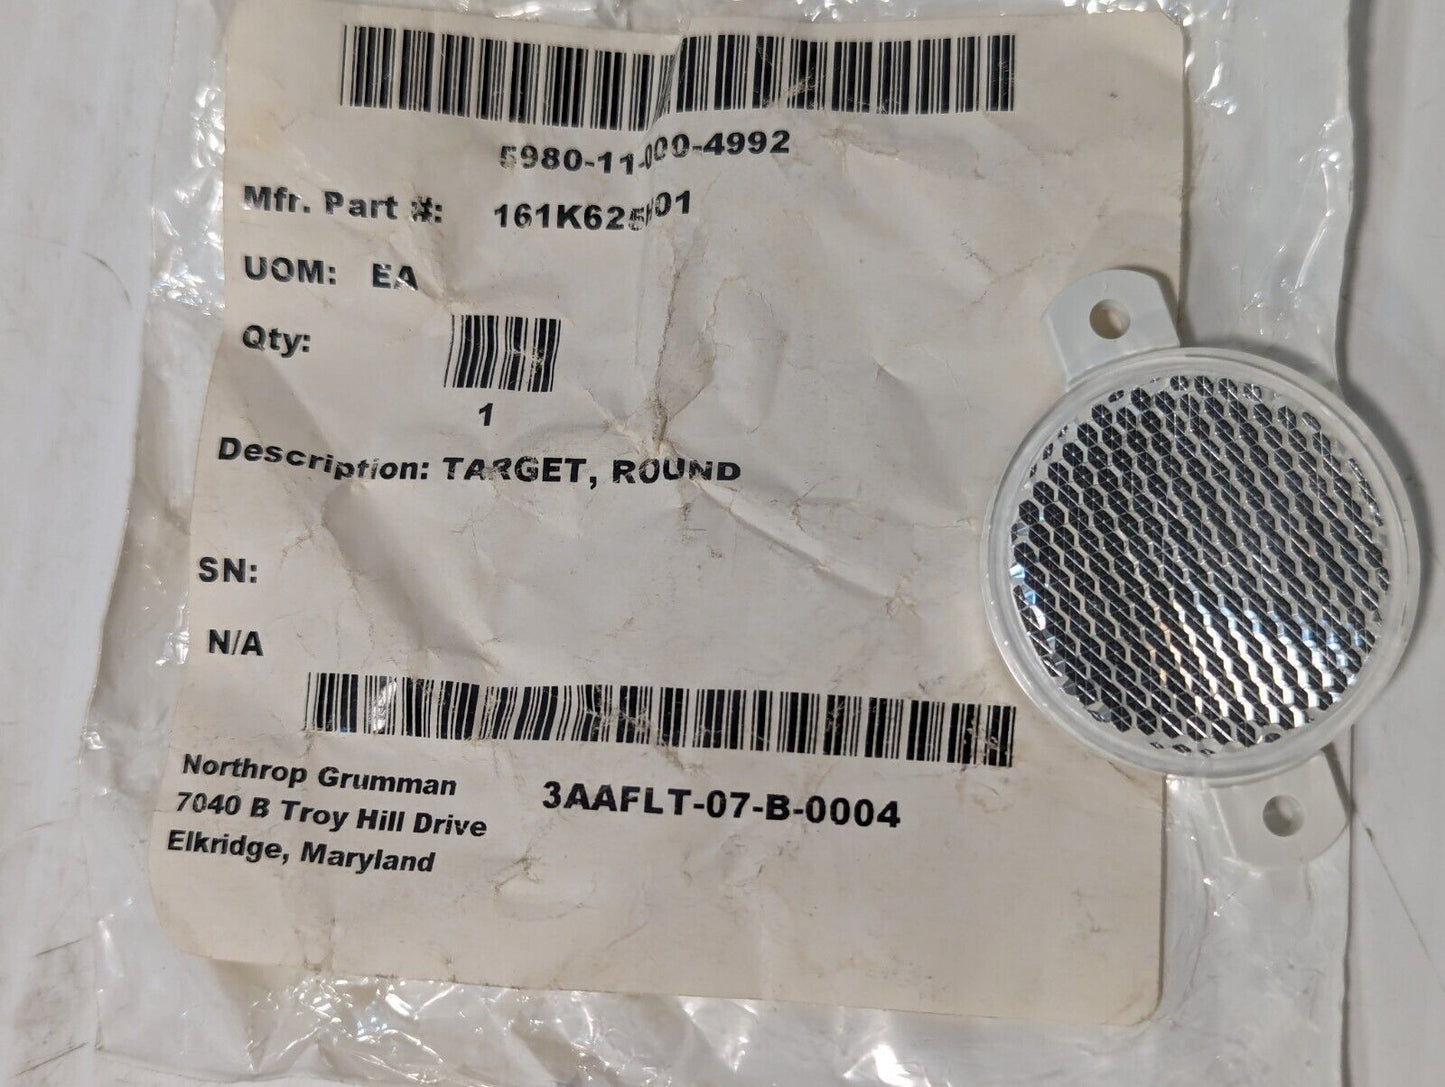 5980-11-000-4992
Mfr. Part #: 161K625H01
UOM: EA
Qty:
1
Description: TARGET, ROUND
SN:
N/A
Northrop Grumman
7040 B Troy Hill Drive
Elkridge, Maryland
3AAFLT-07-B-0004